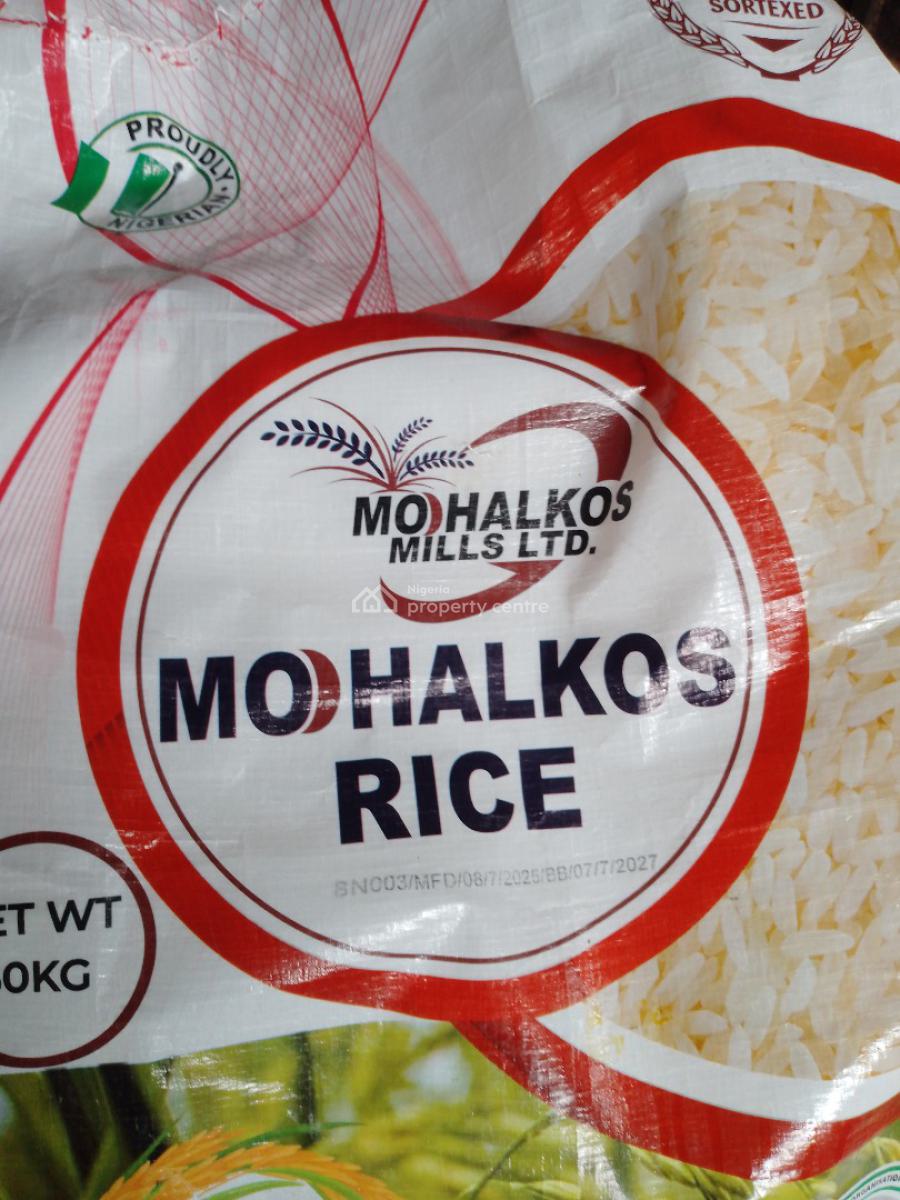 SORTEXED
PROUDLY
NIGERIAN
MOHALKOS
MILLS LTD.
Nigeria
property centre
MOHALKOS
RICE
BN003/MFD/08/7/2025/BB/07/7/2027
ET WT
0KG